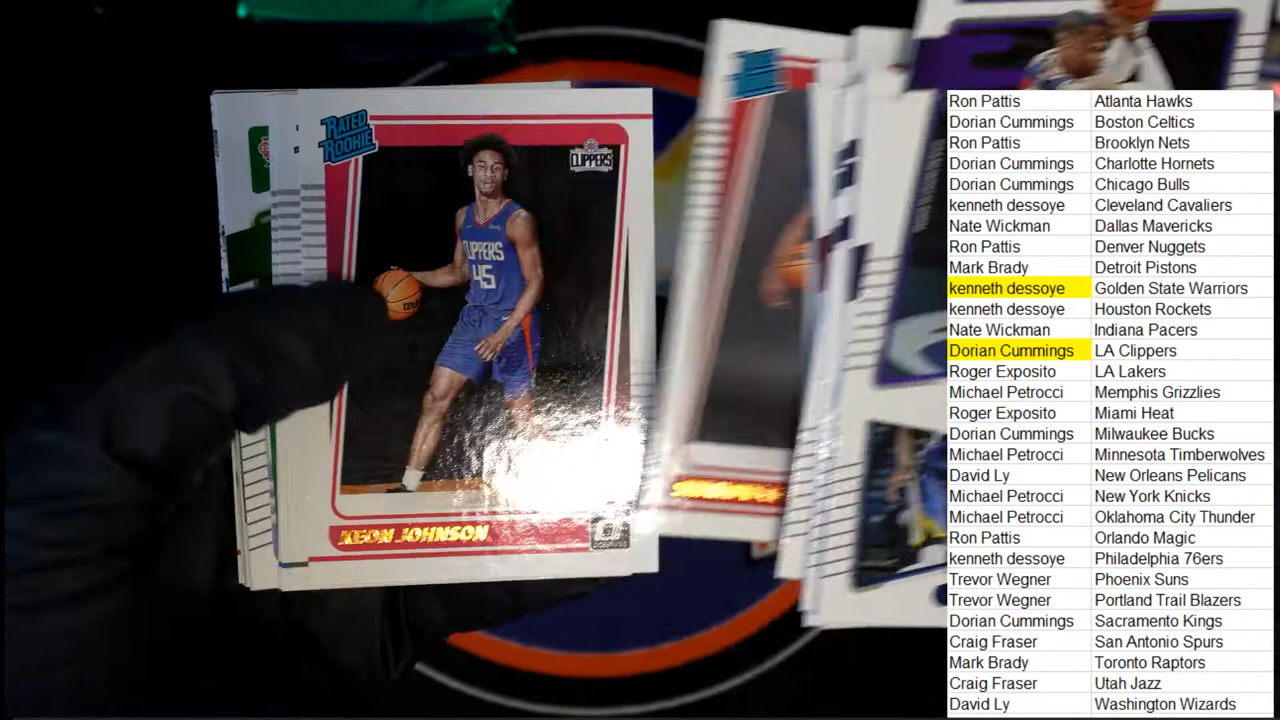 RATED
ROOKIE
CLIPPERS
CLIPPERS
45
KEON JOHNSON
Ron Pattis Atlanta Hawks
Dorian Cummings Boston Celtics
Ron Pattis Brooklyn Nets
Dorian Cummings Charlotte Hornets
Dorian Cummings Chicago Bulls
kenneth dessoye Cleveland Cavaliers
Nate Wickman Dallas Mavericks
Ron Pattis Denver Nuggets
Mark Brady Detroit Pistons
kenneth dessoye Golden State Warriors
kenneth dessoye Houston Rockets
Nate Wickman Indiana Pacers
Dorian Cummings LA Clippers
Roger Exposito LA Lakers
Michael Petrocci Memphis Grizzlies
Roger Exposito Miami Heat
Dorian Cummings Milwaukee Bucks
Michael Petrocci Minnesota Timberwolves
David Ly New Orleans Pelicans
Michael Petrocci New York Knicks
Michael Petrocci Oklahoma City Thunder
Ron Pattis Orlando Magic
kenneth dessoye Philadelphia 76ers
Trevor Wegner Phoenix Suns
Trevor Wegner Portland Trail Blazers
Dorian Cummings Sacramento Kings
Craig Fraser San Antonio Spurs
Mark Brady Toronto Raptors
Craig Fraser Utah Jazz
David Ly Washington Wizards